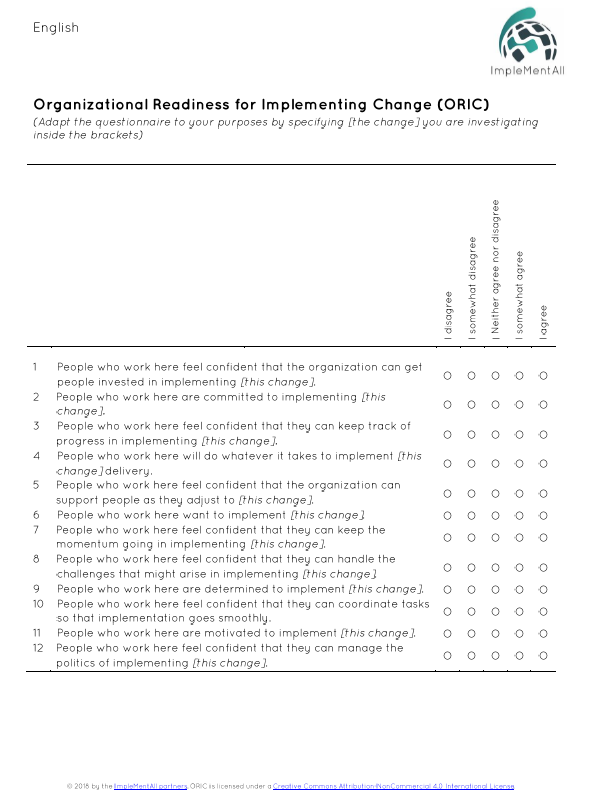 English
ImpleMentAll
Organizational Readiness for Implementing Change (ORIC)
(Adapt the questionnaire to your purposes by specifying [the change] you are investigating
inside the brackets)
I disagree
I somewhat disagree
I Neither agree nor disagree
I somewhat agree
I agree
1 People who work here feel confident that the organization can get
people invested in implementing [this change].
2 People who work here are committed to implementing [this
change].
3 People who work here feel confident that they can keep track of
progress in implementing [this change].
4 People who work here will do whatever it takes to implement [this
change] delivery.
5 People who work here feel confident that the organization can
support people as they adjust to [this change].
6 People who work here want to implement [this change]
7 People who work here feel confident that they can keep the
momentum going in implementing [this change].
8 People who work here feel confident that they can handle the
challenges that might arise in implementing [this change]
9 People who work here are determined to implement [this change].
10 People who work here feel confident that they can coordinate tasks
so that implementation goes smoothly.
11 People who work here are motivated to implement [this change].
12 People who work here feel confident that they can manage the
politics of implementing [this change].
© 2018 by the ImpleMentAll partners. ORIC is licensed under a Creative Commons Attribution-NonCommercial 4.0 International License